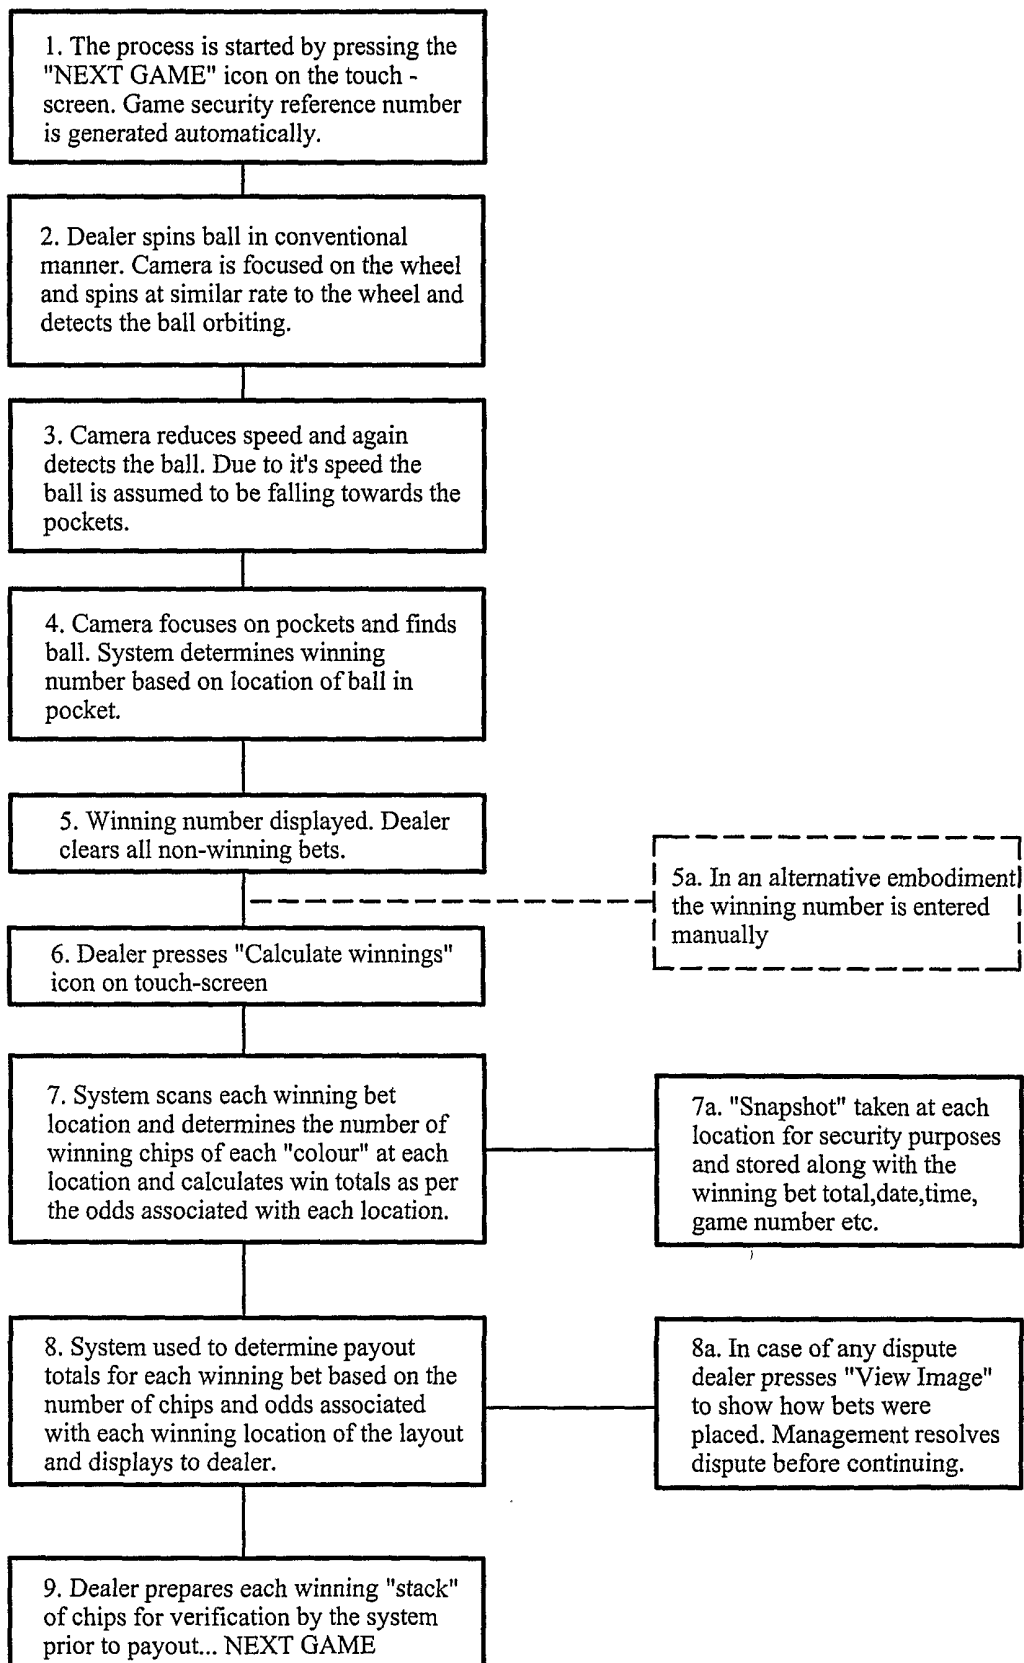 1. The process is started by pressing the
"NEXT GAME" icon on the touch -
screen. Game security reference number
is generated automatically.
2. Dealer spins ball in conventional
manner. Camera is focused on the wheel
and spins at similar rate to the wheel and
detects the ball orbiting.
3. Camera reduces speed and again
detects the ball. Due to it's speed the
ball is assumed to be falling towards the
pockets.
4. Camera focuses on pockets and finds
ball. System determines winning
number based on location of ball in
pocket.
5. Winning number displayed. Dealer
clears all non-winning bets.
5a. In an alternative embodiment
the winning number is entered
manually
6. Dealer presses "Calculate winnings"
icon on touch-screen
7. System scans each winning bet
location and determines the number of
winning chips of each "colour" at each
location and calculates win totals as per
the odds associated with each location.
7a. "Snapshot" taken at each
location for security purposes
and stored along with the
winning bet total,date,time,
game number etc.
8. System used to determine payout
totals for each winning bet based on the
number of chips and odds associated
with each winning location of the layout
and displays to dealer.
8a. In case of any dispute
dealer presses "View Image"
to show how bets were
placed. Management resolves
dispute before continuing.
9. Dealer prepares each winning "stack"
of chips for verification by the system
prior to payout... NEXT GAME